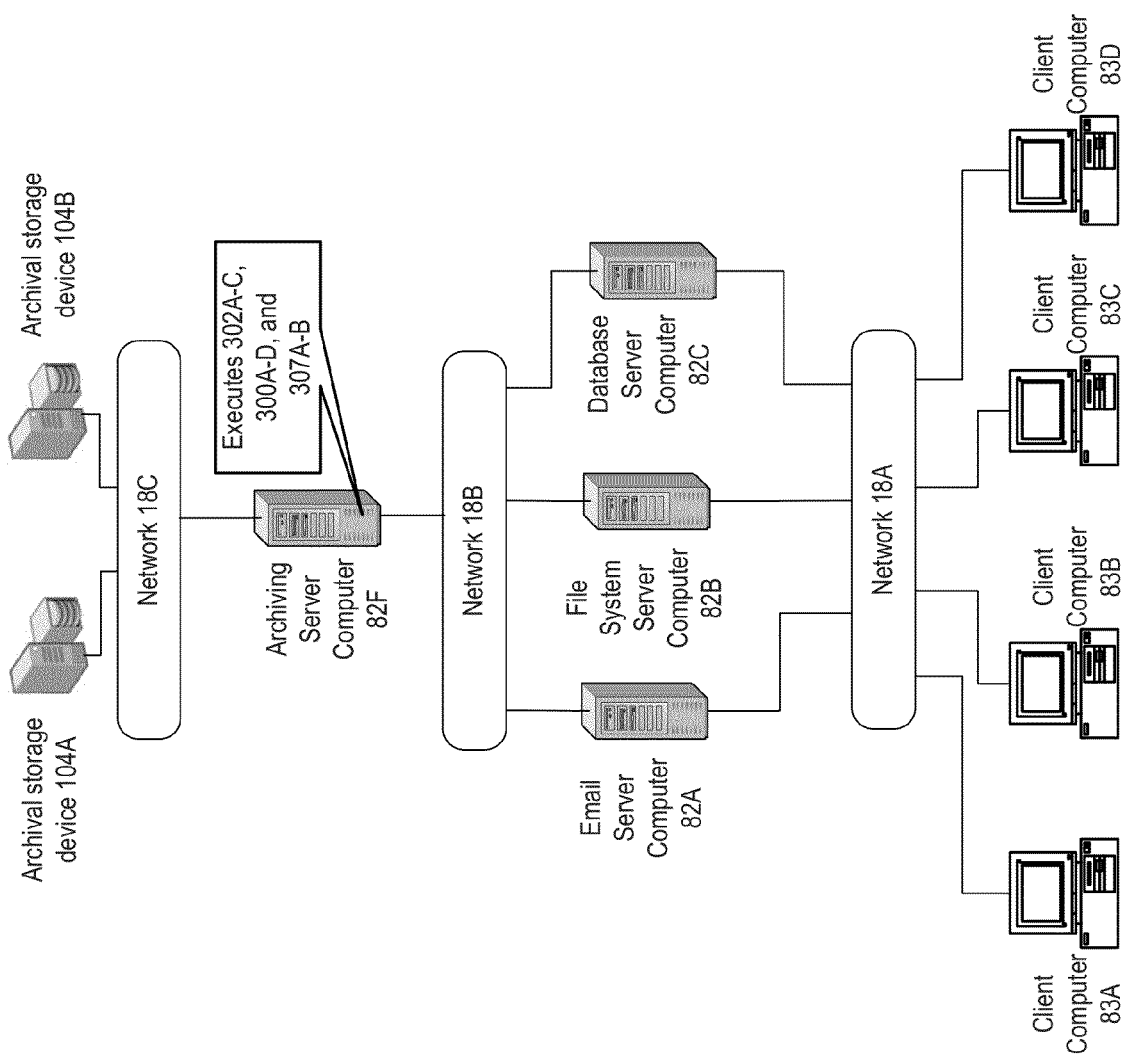 Archival storage
device 104A
Archival storage
device 104B
Network 18C
Archiving
Server
Computer
82F
Executes 302A-C,
300A-D, and
307A-B
Network 18B
Email
Server
Computer
82A
File
System
Server
Computer
82B
Database
Server
Computer
82C
Network 18A
Client
Computer
83A
Client
Computer
83B
Client
Computer
83C
Client
Computer
83D